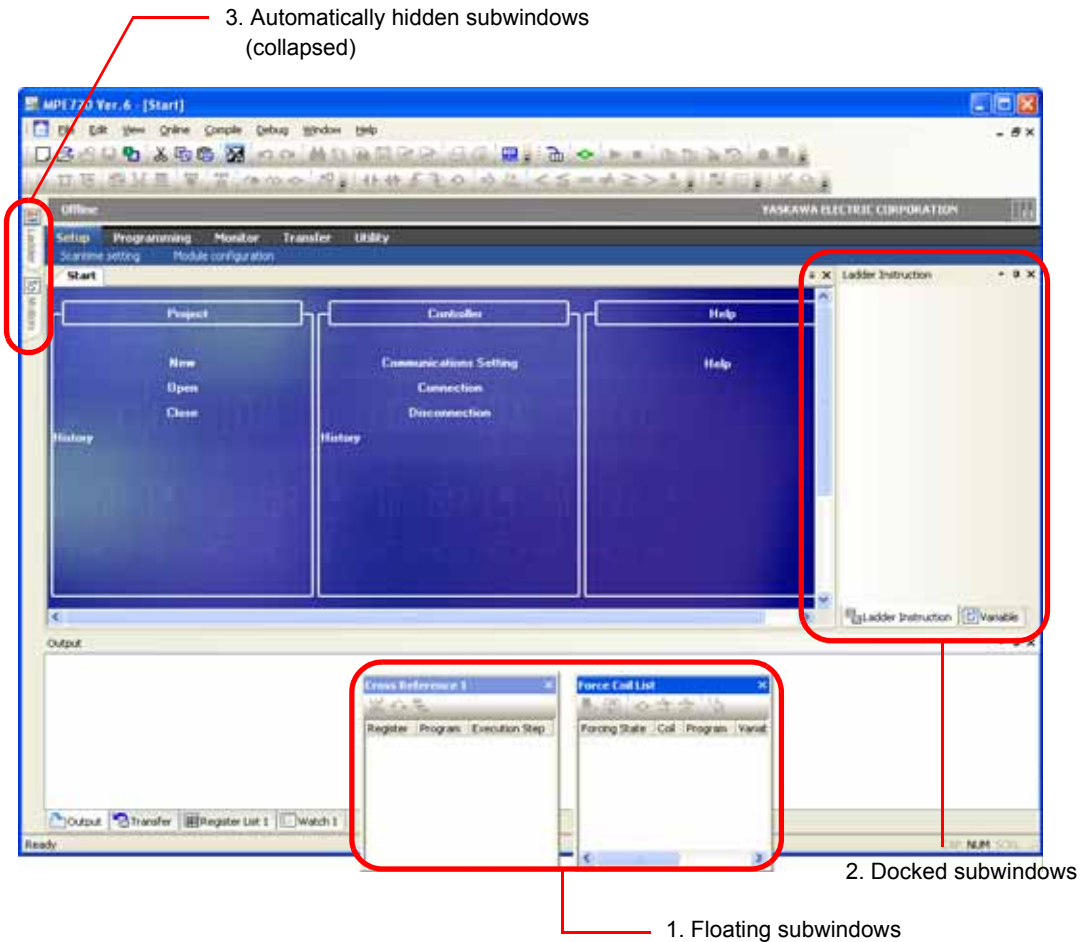 3. Automatically hidden subwindows
(collapsed)
MPE720 Ver.6 - [Start]
File Edit View Online Compile Debug Window Help
Offline
YASKAWA ELECTRIC CORPORATION
Ladder
Motion
Setup Programming Monitor Transfer Utility
Scantime setting Module configuration
Start
Ladder Instruction
Project
Controller
Help
New
Communications Setting
Help
Open
Connection
Close
Disconnection
History
History
Ladder Instruction Variable
Output
Cross Reference 1
Force Coil List
Register Program Execution Step
Forcing State Coil Program Variab
Output Transfer Register List 1 Watch 1
Ready
NUM
2. Docked subwindows
1. Floating subwindows